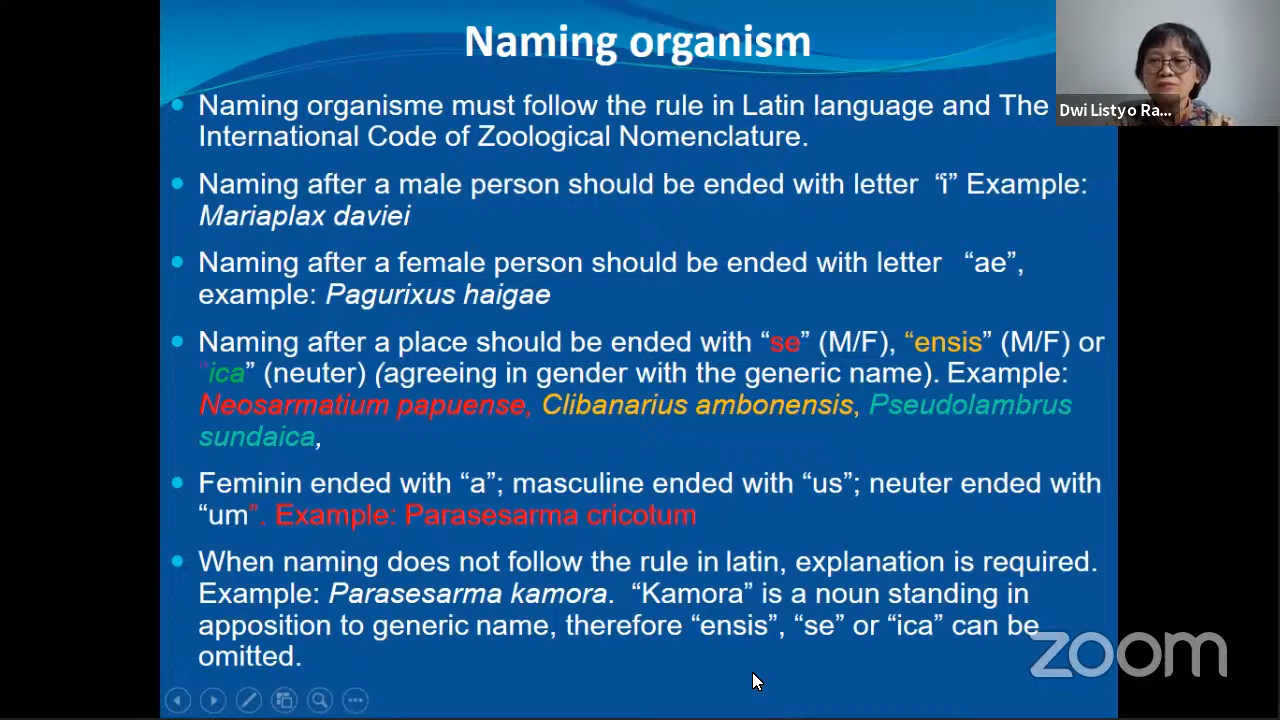 Naming organism
Dwi Listyo Ra...
Naming organisme must follow the rule in Latin language and The
International Code of Zoological Nomenclature.
Naming after a male person should be ended with letter “i” Example:
Mariaplax daviei
Naming after a female person should be ended with letter “ae”,
example: Pagurixus haigae
Naming after a place should be ended with “se” (M/F), “ensis” (M/F) or
“ica” (neuter) (agreeing in gender with the generic name). Example:
Neosarmatium papuense, Clibanarius ambonensis, Pseudolambrus
sundaica,
Feminin ended with “a”; masculine ended with “us”; neuter ended with
“um”. Example: Parasesarma cricotum
When naming does not follow the rule in latin, explanation is required.
Example: Parasesarma kamora. “Kamora” is a noun standing in
apposition to generic name, therefore “ensis”, “se” or “ica” can be
omitted.
zoom